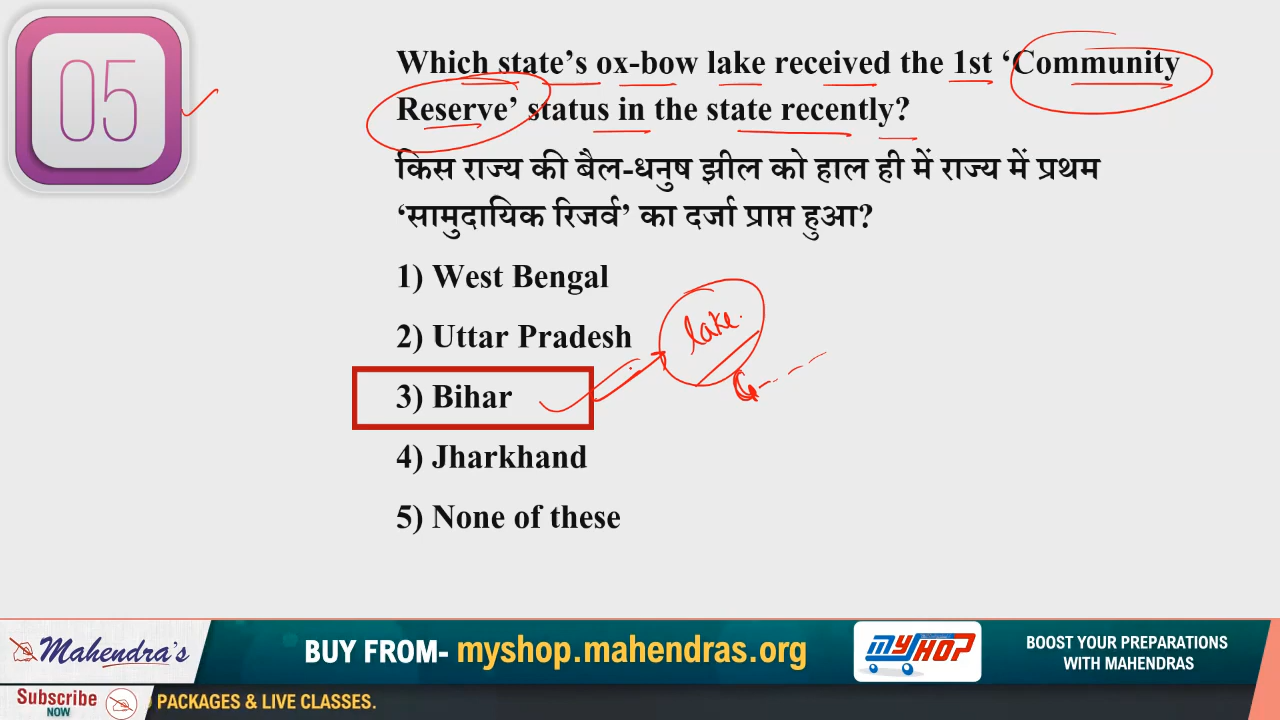 05
Which state’s ox-bow lake received the 1st ‘Community
Reserve’ status in the state recently?
किस राज्य की बैल-धनुष झील को हाल ही में राज्य में प्रथम
‘सामुदायिक रिजर्व’ का दर्जा प्राप्त हुआ?
1) West Bengal
2) Uttar Pradesh
lake.
3) Bihar
4) Jharkhand
5) None of these
Mahendra's
BUY FROM- myshop.mahendras.org
MYSHOP
BOOST YOUR PREPARATIONS
WITH MAHENDRAS
Subscribe
NOW
PACKAGES & LIVE CLASSES.